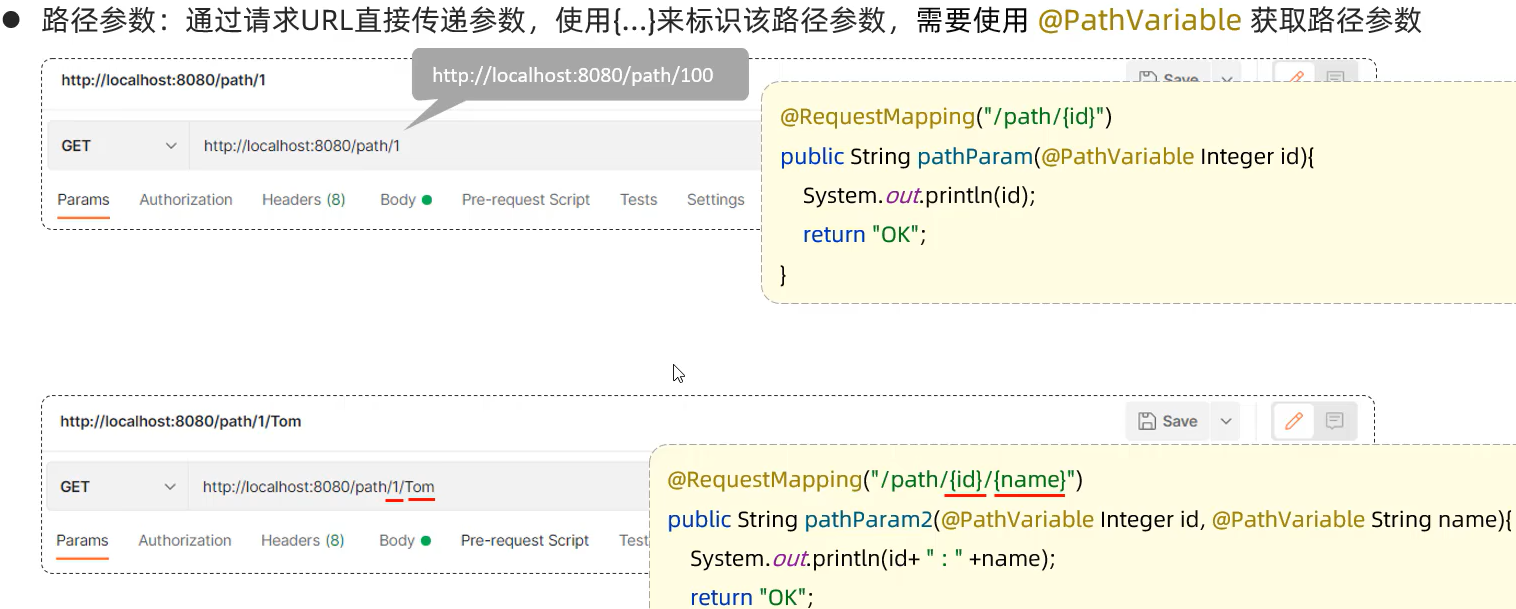 ● 路径参数：通过请求URL直接传递参数，使用{...}来标识该路径参数，需要使用 @PathVariable 获取路径参数
http://localhost:8080/path/1
http://localhost:8080/path/100
Save
GET
http://localhost:8080/path/1
Params Authorization Headers (8) Body Pre-request Script Tests Settings
@RequestMapping("/path/{id}")
public String pathParam(@PathVariable Integer id){
System.out.println(id);
return "OK";
}
http://localhost:8080/path/1/Tom
Save
GET
http://localhost:8080/path/1/Tom
Params Authorization Headers (8) Body Pre-request Script Test
@RequestMapping("/path/{id}/{name}")
public String pathParam2(@PathVariable Integer id, @PathVariable String name){
System.out.println(id+ " : " +name);
return "OK";